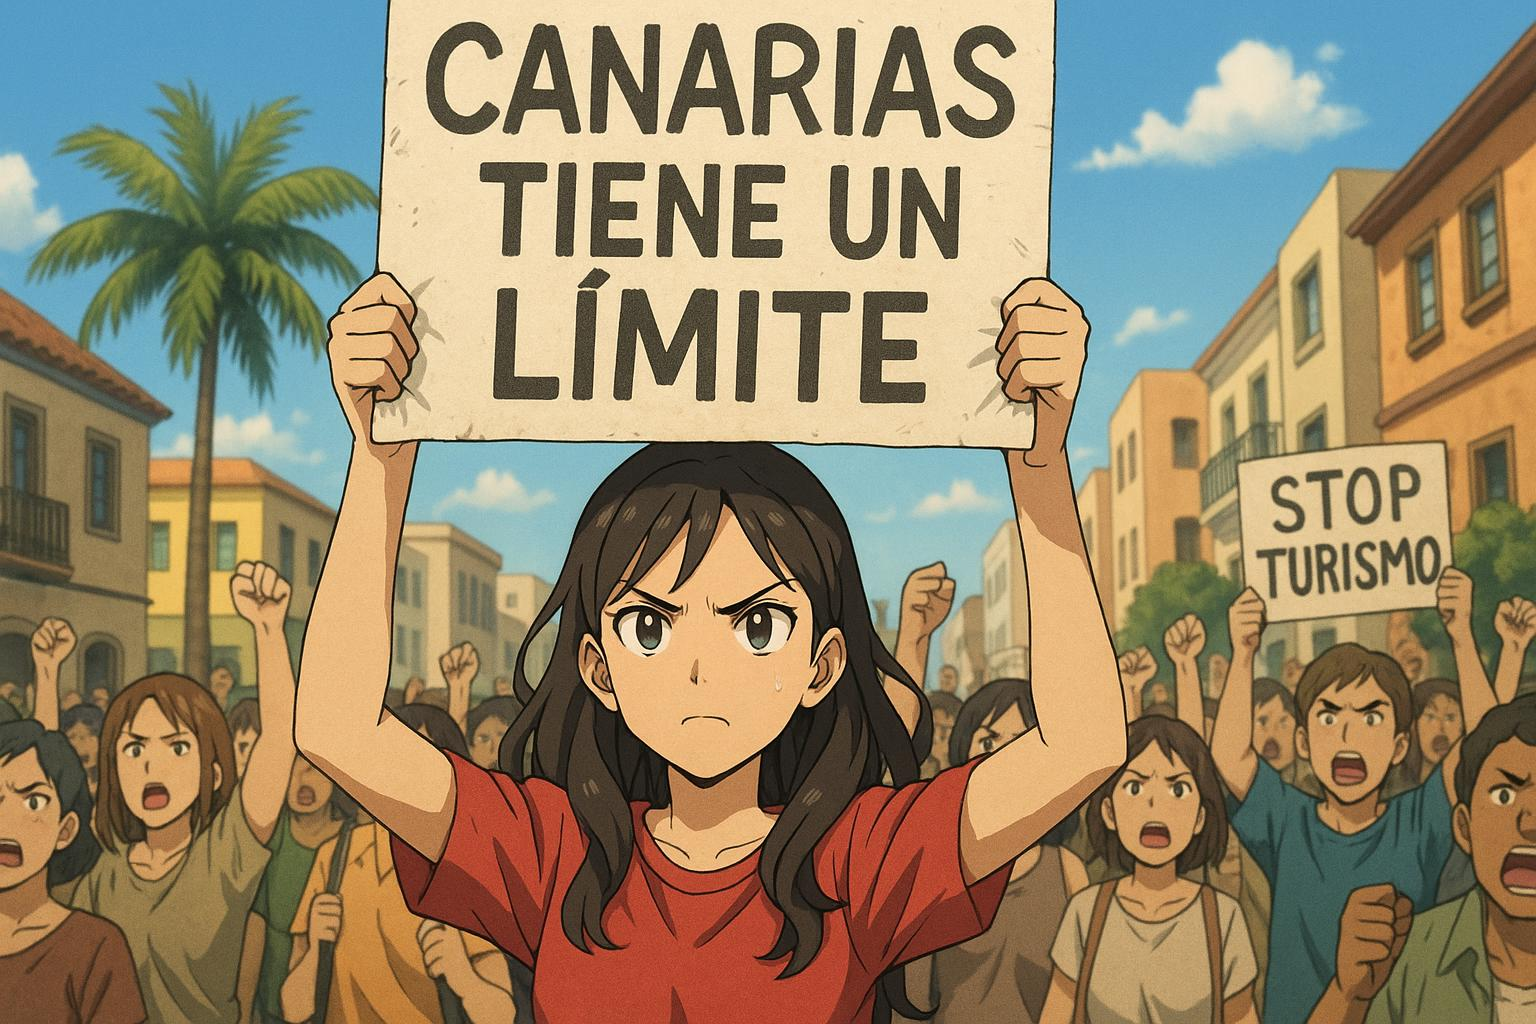 CANARIAS
TIENE UN
LÍMITE
STOP
TURISMO